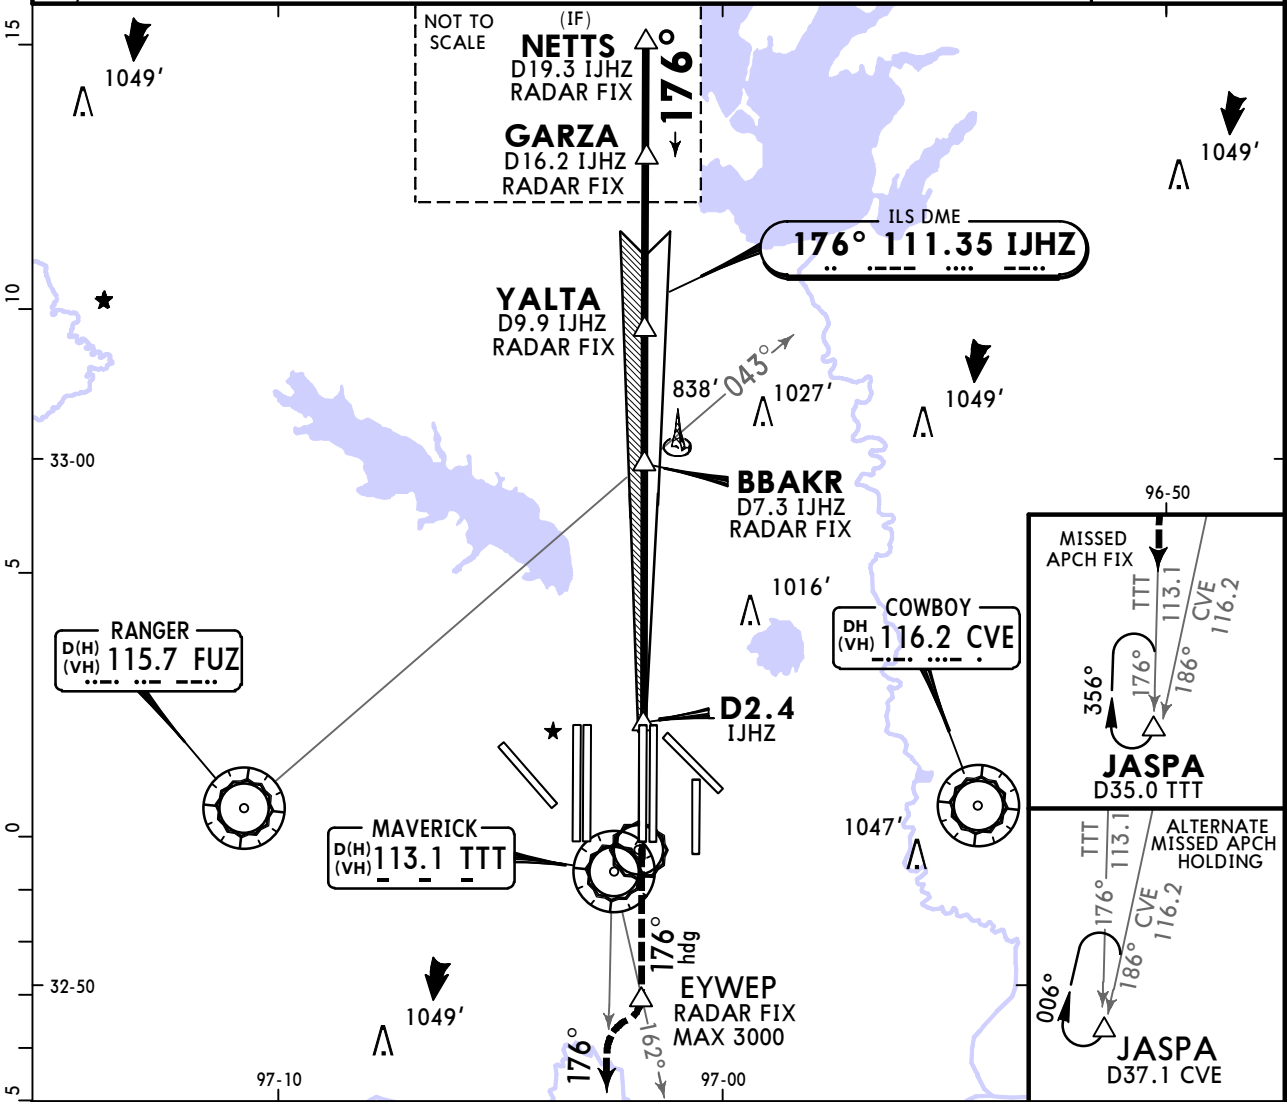 15
NOT TO
SCALE
(IF)
NETTS
D19.3 IJHZ
RADAR FIX
176°
1049'
GARZA
D16.2 IJHZ
RADAR FIX
1049'
ILS DME
176° 111.35 IJHZ
10
YALTA
D9.9 IJHZ
RADAR FIX
043°
838'
1027'
1049'
33-00
BBAKR
D7.3 IJHZ
RADAR FIX
96-50
5
1016'
RANGER
D(H)
(VH)
115.7 FUZ
COWBOY
DH
(VH)
116.2 CVE
MISSED
APCH FIX
TTT
113.1
CVE
116.2
176°
186°
356°
JASPA
D35.0 TTT
D2.4
IJHZ
0
MAVERICK
D(H)
(VH)
113.1 TTT
1047'
ALTERNATE
MISSED APCH
HOLDING
TTT
113.1
CVE
116.2
176°
186°
006°
JASPA
D37.1 CVE
176°
hdg
32-50
EYWEP
RADAR FIX
MAX 3000
1049'
176°
162°
97-10
97-00
5